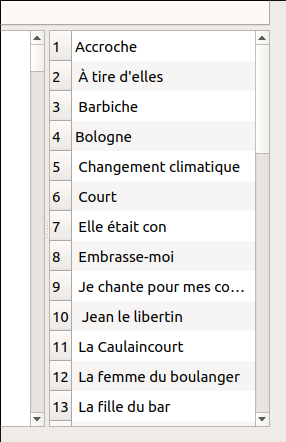 1 Accroche
2 À tire d'elles
3 Barbiche
4 Bologne
5 Changement climatique
6 Court
7 Elle était con
8 Embrasse-moi
9 Je chante pour mes co...
10 Jean le libertin
11 La Caulaincourt
12 La femme du boulanger
13 La fille du bar